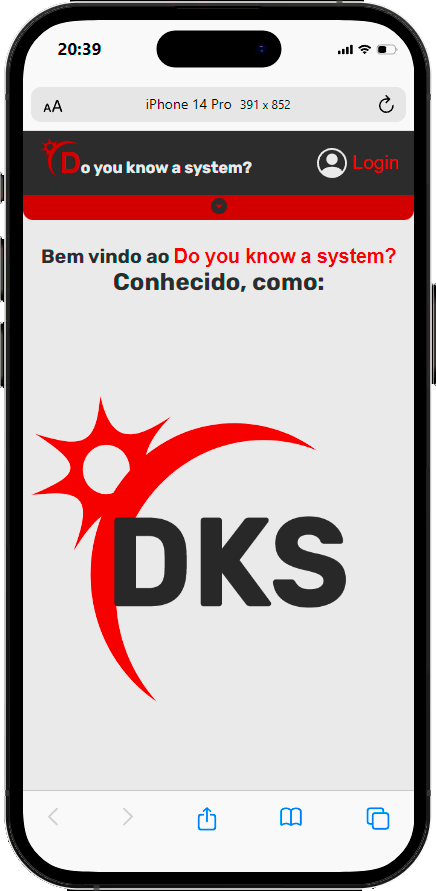 20:39
AA
iPhone 14 Pro 391 x 852
Do you know a system?
Login
Bem vindo ao Do you know a system?
Conhecido, como:
DKS